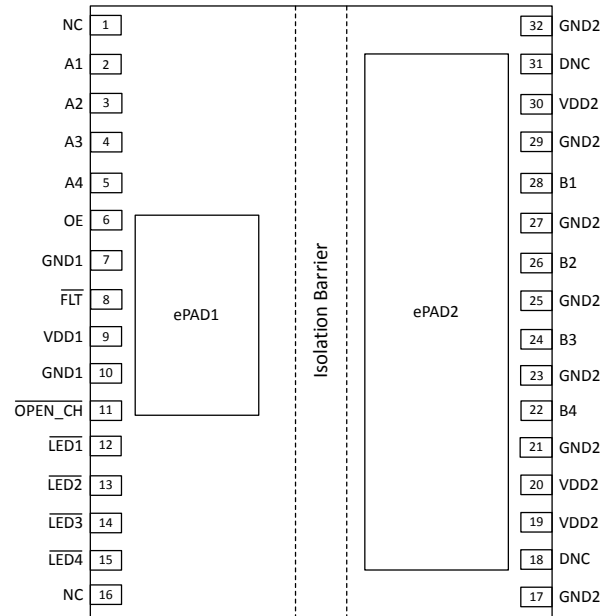 NC 1
A1 2
A2 3
A3 4
A4 5
OE 6
GND1 7
FLT 8
VDD1 9
GND1 10
OPEN_CH 11
LED1 12
LED2 13
LED3 14
LED4 15
NC 16
ePAD1
Isolation Barrier
ePAD2
32 GND2
31 DNC
30 VDD2
29 GND2
28 B1
27 GND2
26 B2
25 GND2
24 B3
23 GND2
22 B4
21 GND2
20 VDD2
19 VDD2
18 DNC
17 GND2